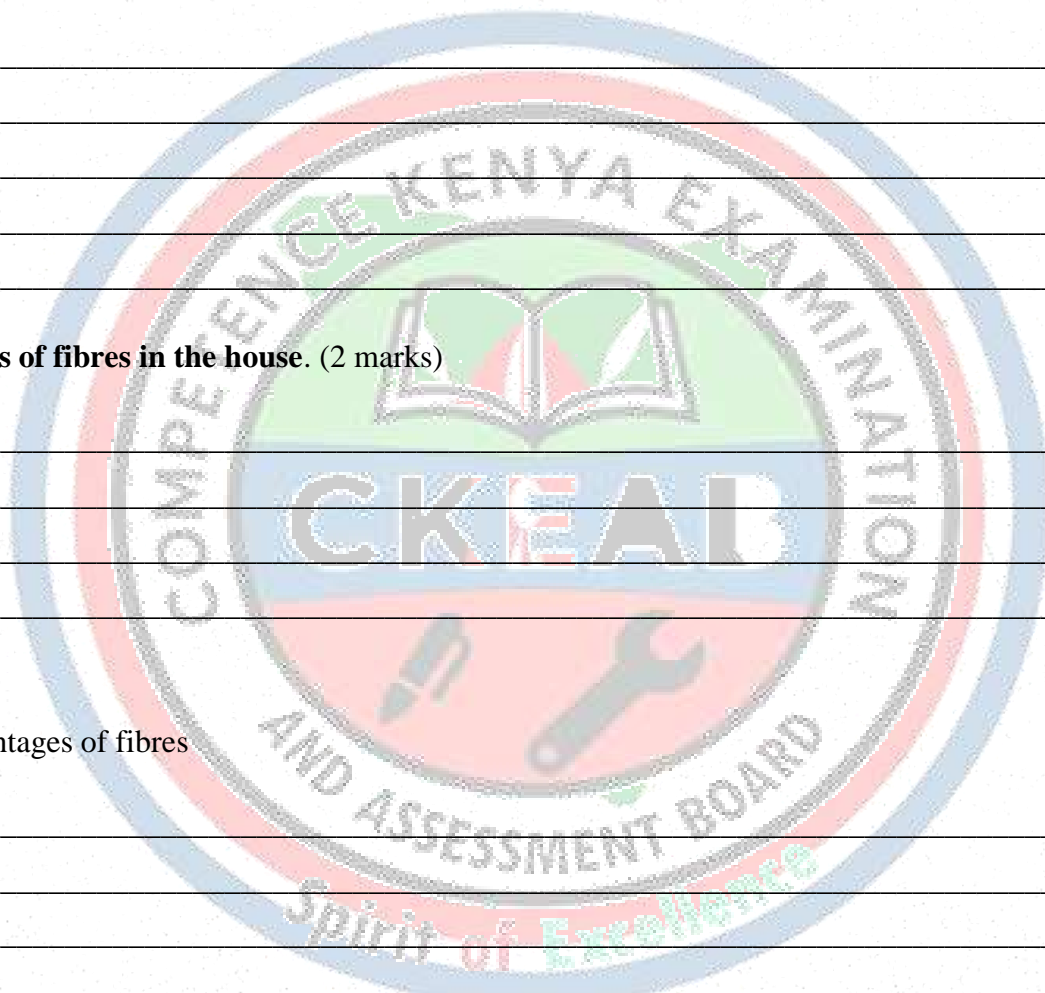 COMPETENCE KENYA EXAMINATION
s of fibres in the house. (2 marks)
CKEAB
ntages of fibres
AND ASSESSMENT BOARD
Spirit of Excellence